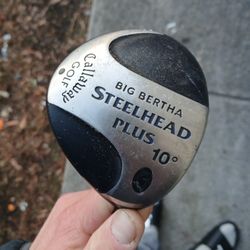 Callaway
GOLF
BIG BERTHA
STEELHEAD
PLUS
10°